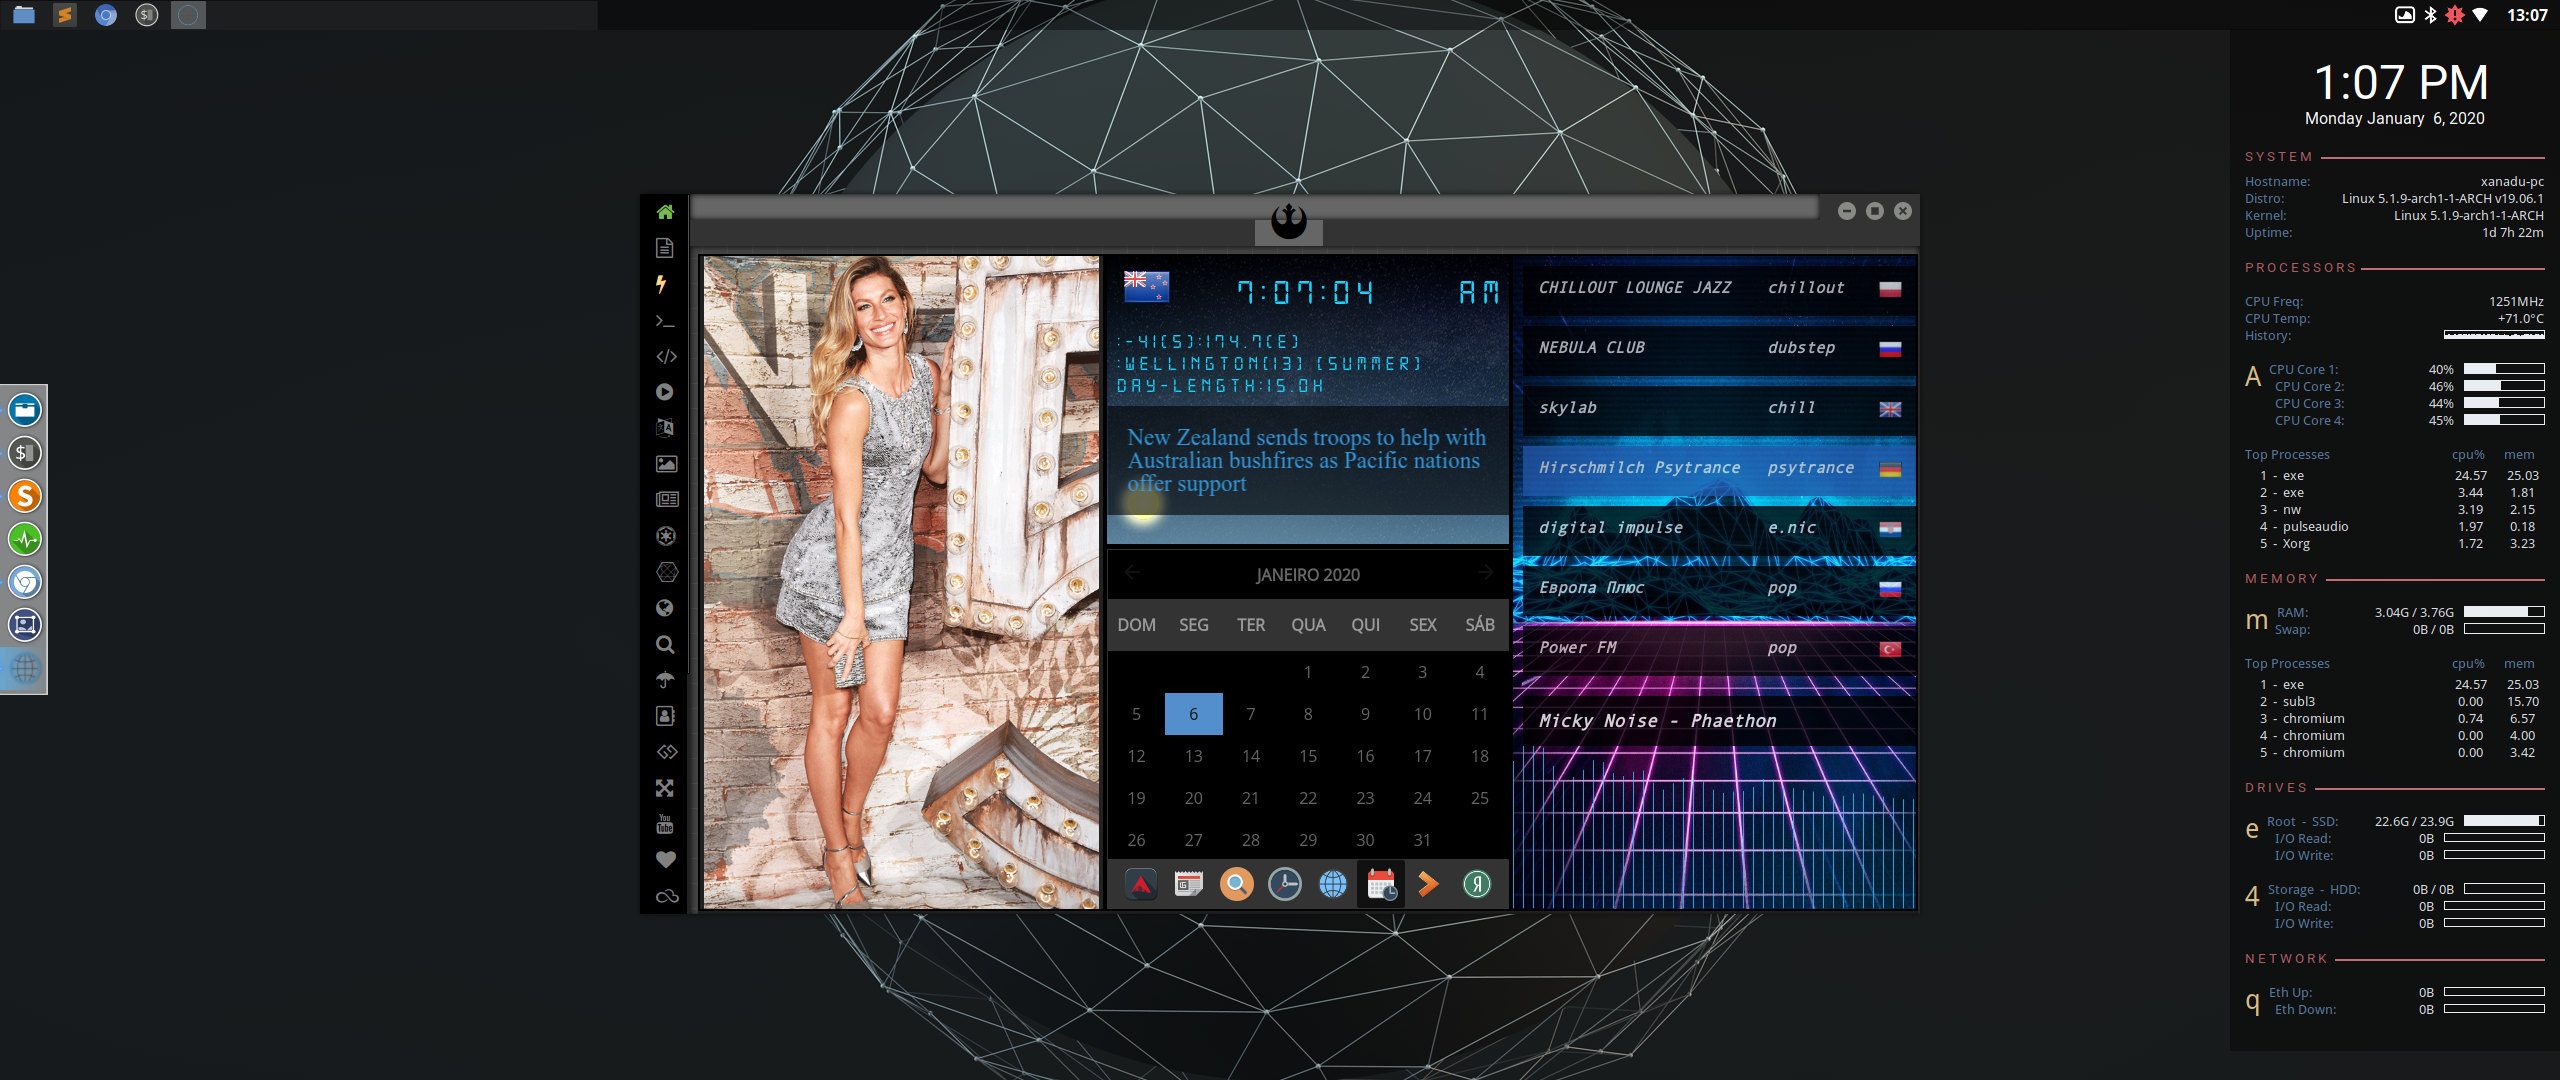 13:07
7:07:04 AM
:-41(S):174.7(E)
:WELLINGTON[13] (SUMMER)
DAY-LENGTH:15.0H
New Zealand sends troops to help with
Australian bushfires as Pacific nations
offer support
JANEIRO 2020
DOM SEG TER QUA QUI SEX SÁB
1 2 3 4
5 6 7 8 9 10 11
12 13 14 15 16 17 18
19 20 21 22 23 24 25
26 27 28 29 30 31
CHILLOUT LOUNGE JAZZ chillout
NEBULA CLUB dubstep
skylab chill
Hirschmilch Psytrance psytrance
digital impulse e.nic
Европа Плюс pop
Power FM pop
Micky Noise - Phaethon
You
Tube
1:07 PM
Monday January 6, 2020
SYSTEM
Hostname: xanadu-pc
Distro: Linux 5.1.9-arch1-1-ARCH v19.06.1
Kernel: Linux 5.1.9-arch1-1-ARCH
Uptime: 1d 7h 22m
PROCESSORS
CPU Freq: 1251MHz
CPU Temp: +71.0°C
History:
A CPU Core 1: 40%
CPU Core 2: 46%
CPU Core 3: 44%
CPU Core 4: 45%
Top Processes cpu% mem
1 - exe 24.57 25.03
2 - exe 3.44 1.81
3 - nw 3.19 2.15
4 - pulseaudio 1.97 0.18
5 - Xorg 1.72 3.23
MEMORY
m RAM: 3.04G / 3.76G
Swap: 0B / 0B
Top Processes cpu% mem
1 - exe 24.57 25.03
2 - subl3 0.00 15.70
3 - chromium 0.74 6.57
4 - chromium 0.00 4.00
5 - chromium 0.00 3.42
DRIVES
e Root - SSD: 22.6G / 23.9G
I/O Read: 0B
I/O Write: 0B
4 Storage - HDD: 0B / 0B
I/O Read: 0B
I/O Write: 0B
NETWORK
q Eth Up: 0B
Eth Down: 0B